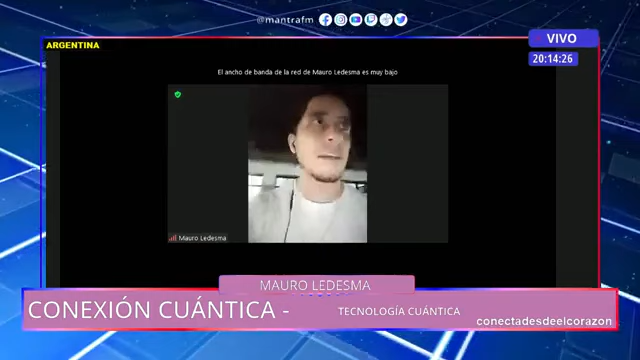 @mantrafm
ARGENTINA
VIVO
20:14:26
El ancho de banda de la red de Mauro Ledesma es muy bajo
Mauro Ledesma
MAURO LEDESMA
CONEXIÓN CUÁNTICA -
TECNOLOGÍA CUÁNTICA
conectadesdeelcorazon